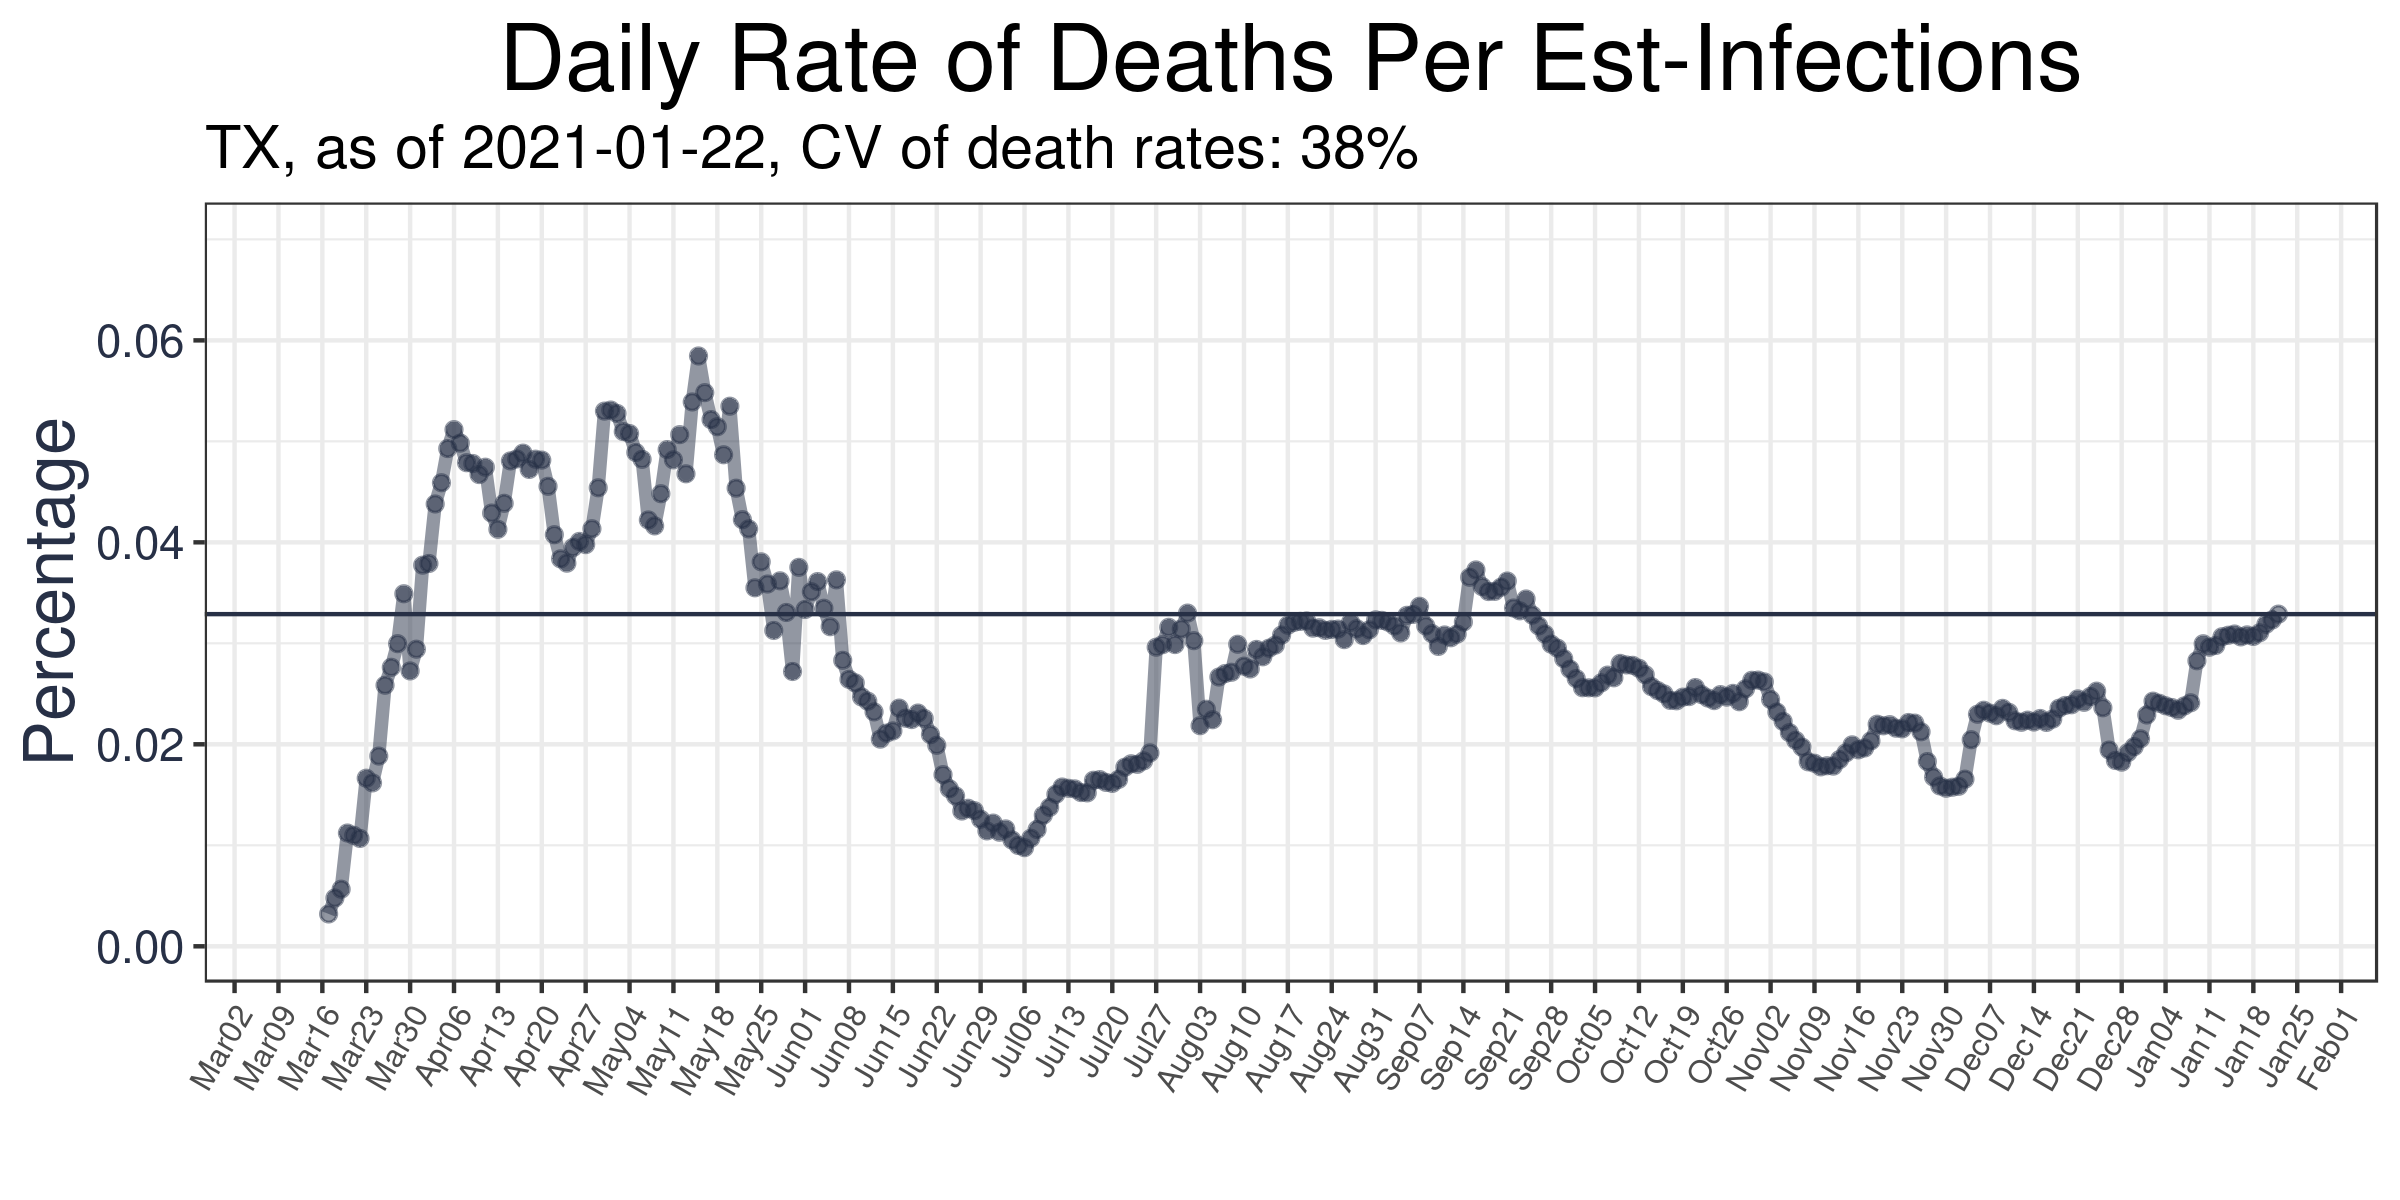 Daily Rate of Deaths Per Est-Infections
TX, as of 2021-01-22, CV of death rates: 38%
Percentage
0.06
0.04
0.02
0.00
Mar02
Mar09
Mar16
Mar23
Mar30
Apr06
Apr13
Apr20
Apr27
May04
May11
May18
May25
Jun01
Jun08
Jun15
Jun22
Jun29
Jul06
Jul13
Jul20
Jul27
Aug03
Aug10
Aug17
Aug24
Aug31
Sep07
Sep14
Sep21
Sep28
Oct05
Oct12
Oct19
Oct26
Nov02
Nov09
Nov16
Nov23
Nov30
Dec07
Dec14
Dec21
Dec28
Jan04
Jan11
Jan18
Jan25
Feb01